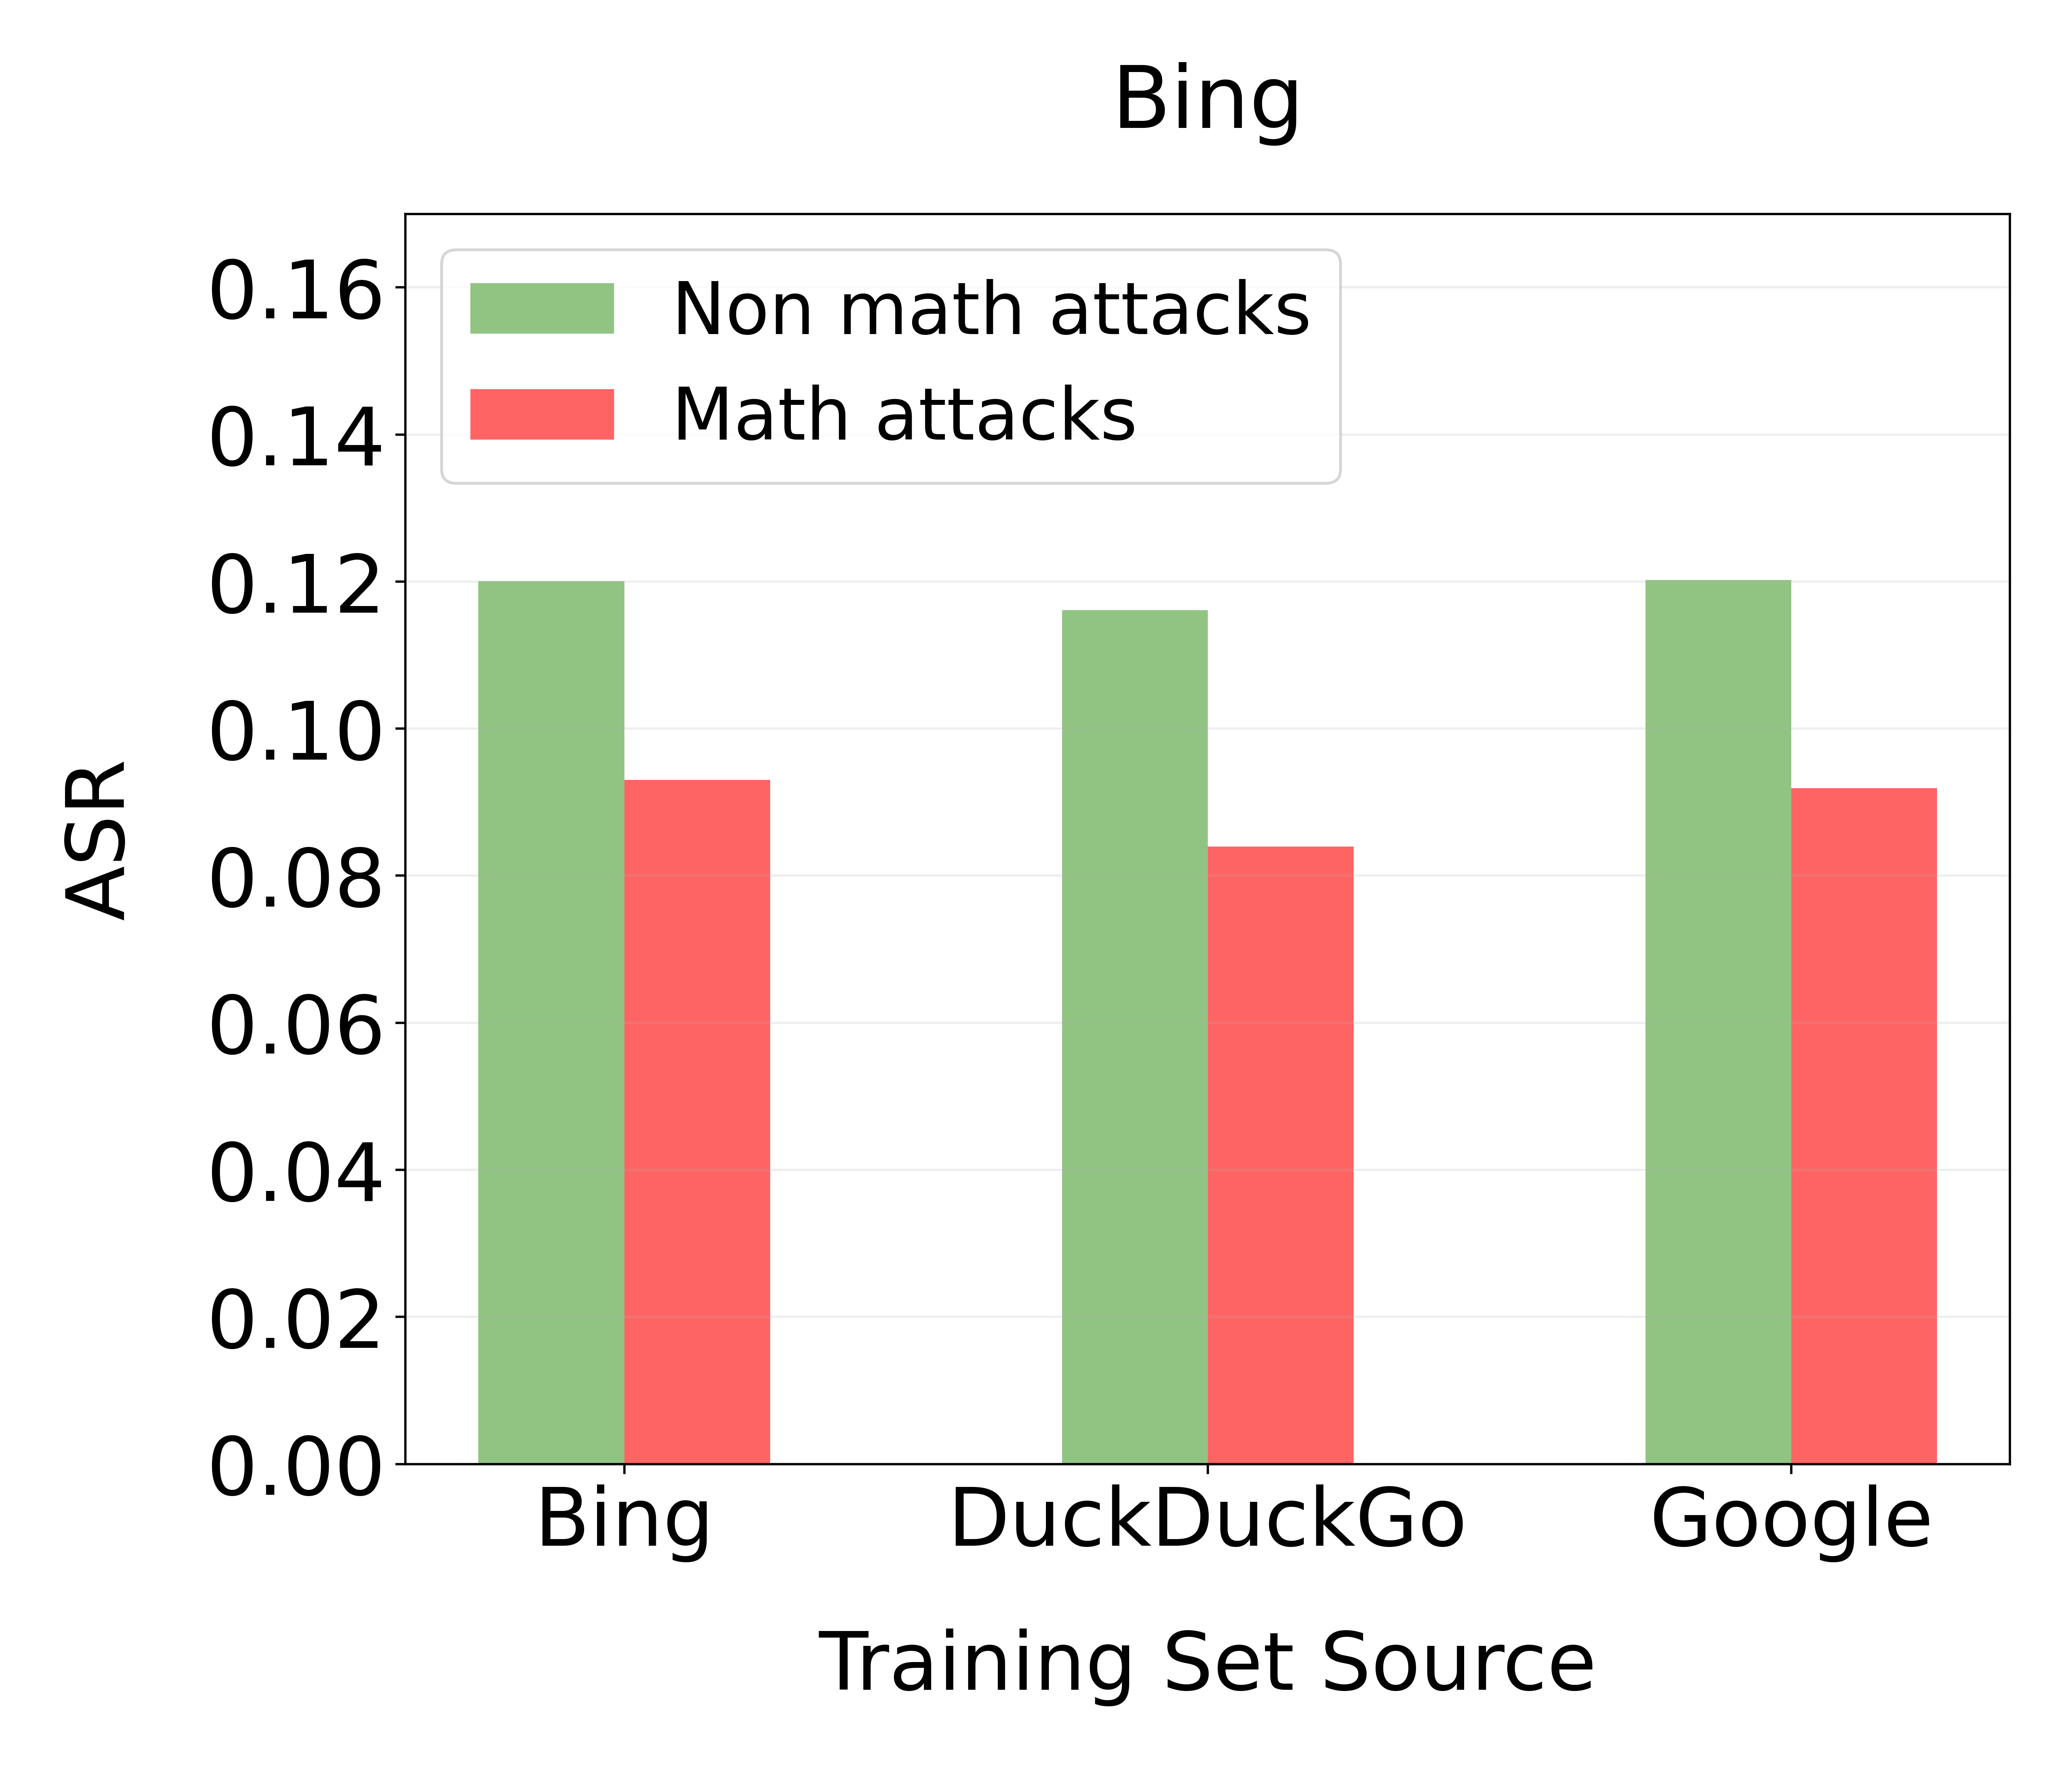 Bing
0.16
0.14
0.12
0.10
0.08
0.06
0.04
0.02
0.00
ASR
Non math attacks
Math attacks
Bing DuckDuckGo Google
Training Set Source